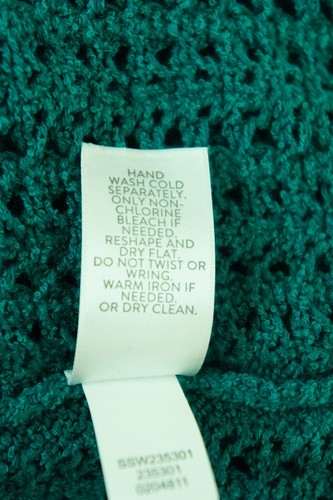 HAND
WASH COLD
SEPARATELY.
ONLY NON-
CHLORINE
BLEACH IF
NEEDED.
RESHAPE AND
DRY FLAT.
DO NOT TWIST OR
WRING,
WARM IRON IF
NEEDED.
OR DRY CLEAN.
SSW235301
235301
0204811